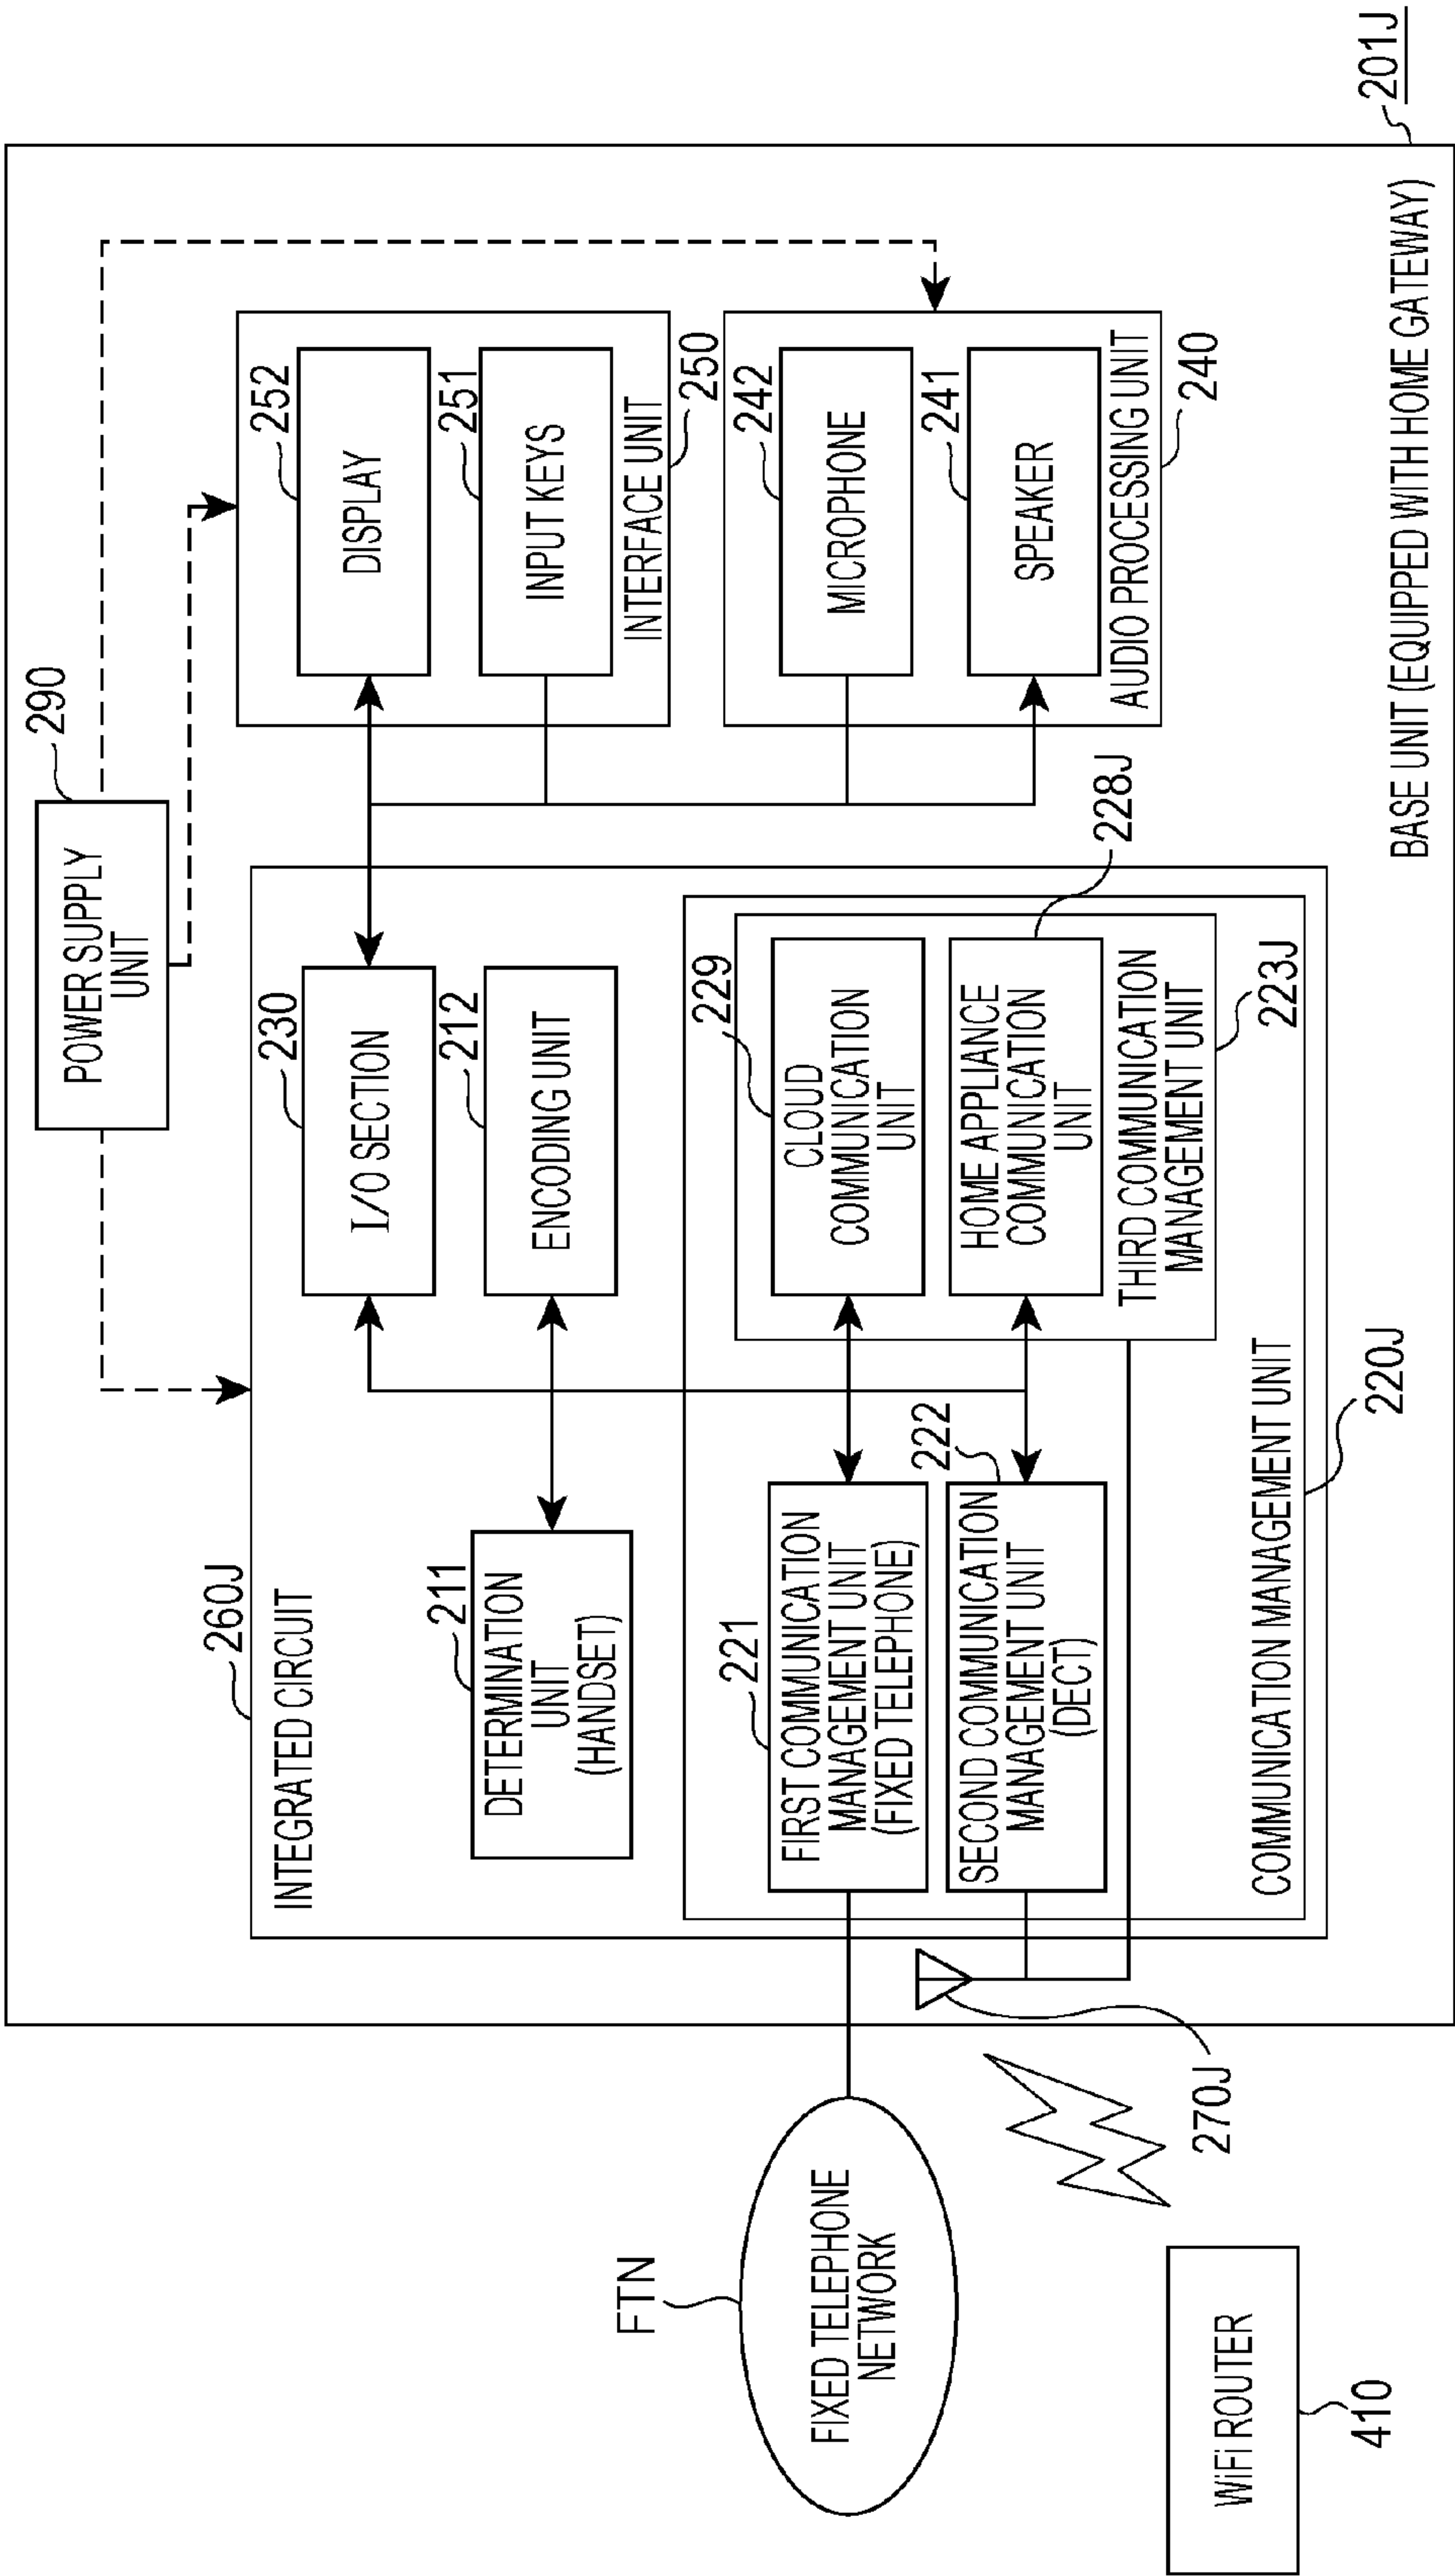 201J
BASE UNIT (EQUIPPED WITH HOME GATEWAY)
290
POWER SUPPLY
UNIT
260J
INTEGRATED CIRCUIT
230
I/O SECTION
252
DISPLAY
251
INPUT KEYS
INTERFACE UNIT
250
211
DETERMINATION
UNIT
(HANDSET)
212
ENCODING UNIT
242
MICROPHONE
241
SPEAKER
AUDIO PROCESSING UNIT
240
FTN
FIXED TELEPHONE
NETWORK
221
FIRST COMMUNICATION
MANAGEMENT UNIT
(FIXED TELEPHONE)
222
SECOND COMMUNICATION
MANAGEMENT UNIT
(DECT)
229
CLOUD
COMMUNICATION
UNIT
228J
HOME APPLIANCE
COMMUNICATION
UNIT
THIRD COMMUNICATION
MANAGEMENT UNIT
223J
COMMUNICATION MANAGEMENT UNIT
220J
270J
WiFi ROUTER
410